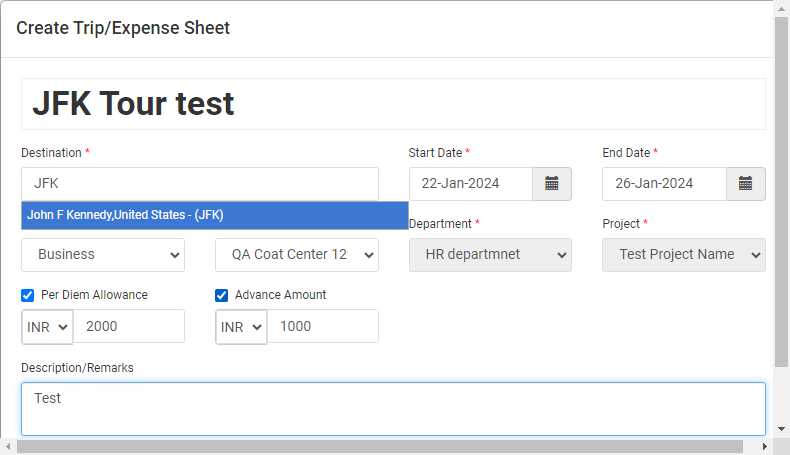 Create Trip/Expense Sheet
JFK Tour test
Destination * Start Date * End Date *
JFK 22-Jan-2024 26-Jan-2024
John F Kennedy,United States - (JFK)
Department * Project *
Business QA Coat Center 12 HR departmnet Test Project Name
Per Diem Allowance Advance Amount
INR 2000 INR 1000
Description/Remarks
Test